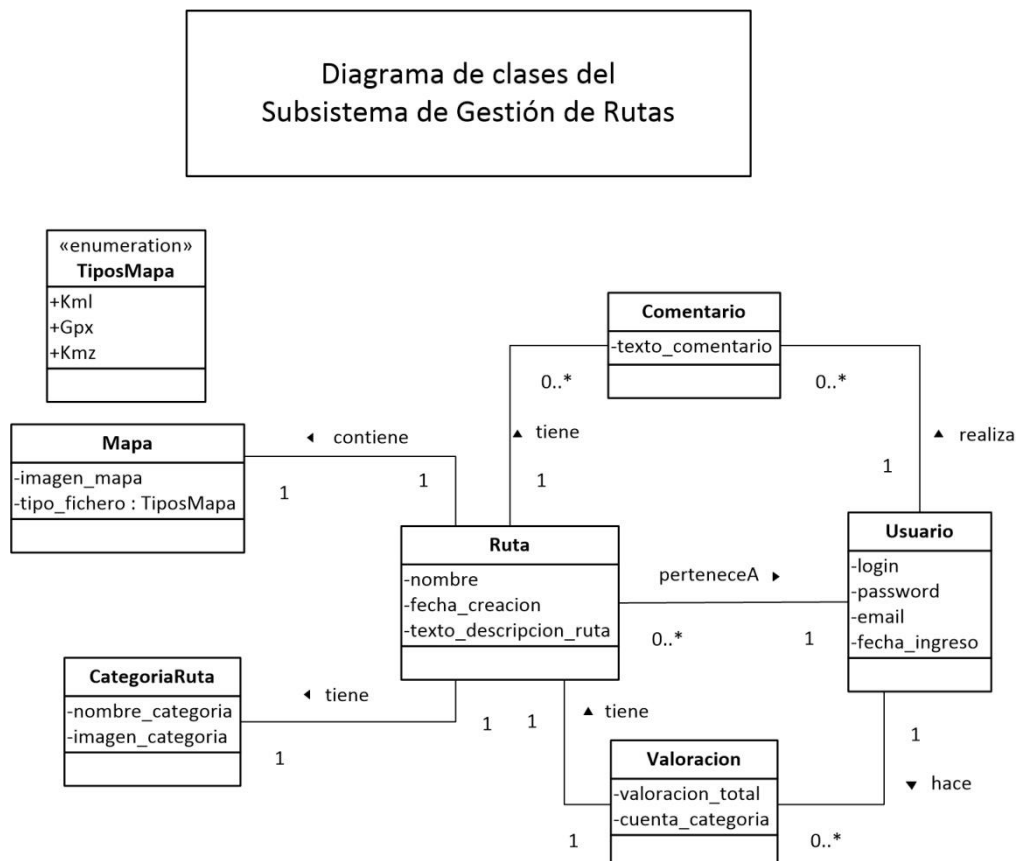 Diagrama de clases del
Subsistema de Gestión de Rutas
«enumeration»
TiposMapa
+Kml
+Gpx
+Kmz
Comentario
-texto_comentario
0..*
0..*
Mapa
-imagen_mapa
-tipo_fichero : TiposMapa
◄ contiene
1
1
▲ tiene
1
▲ realiza
1
Ruta
-nombre
-fecha_creacion
-texto_descripcion_ruta
perteneceA ►
0..*
1
Usuario
-login
-password
-email
-fecha_ingreso
CategoriaRuta
-nombre_categoria
-imagen_categoria
◄ tiene
1
1
1
▲ tiene
Valoracion
-valoracion_total
-cuenta_categoria
1
0..*
1
▼ hace